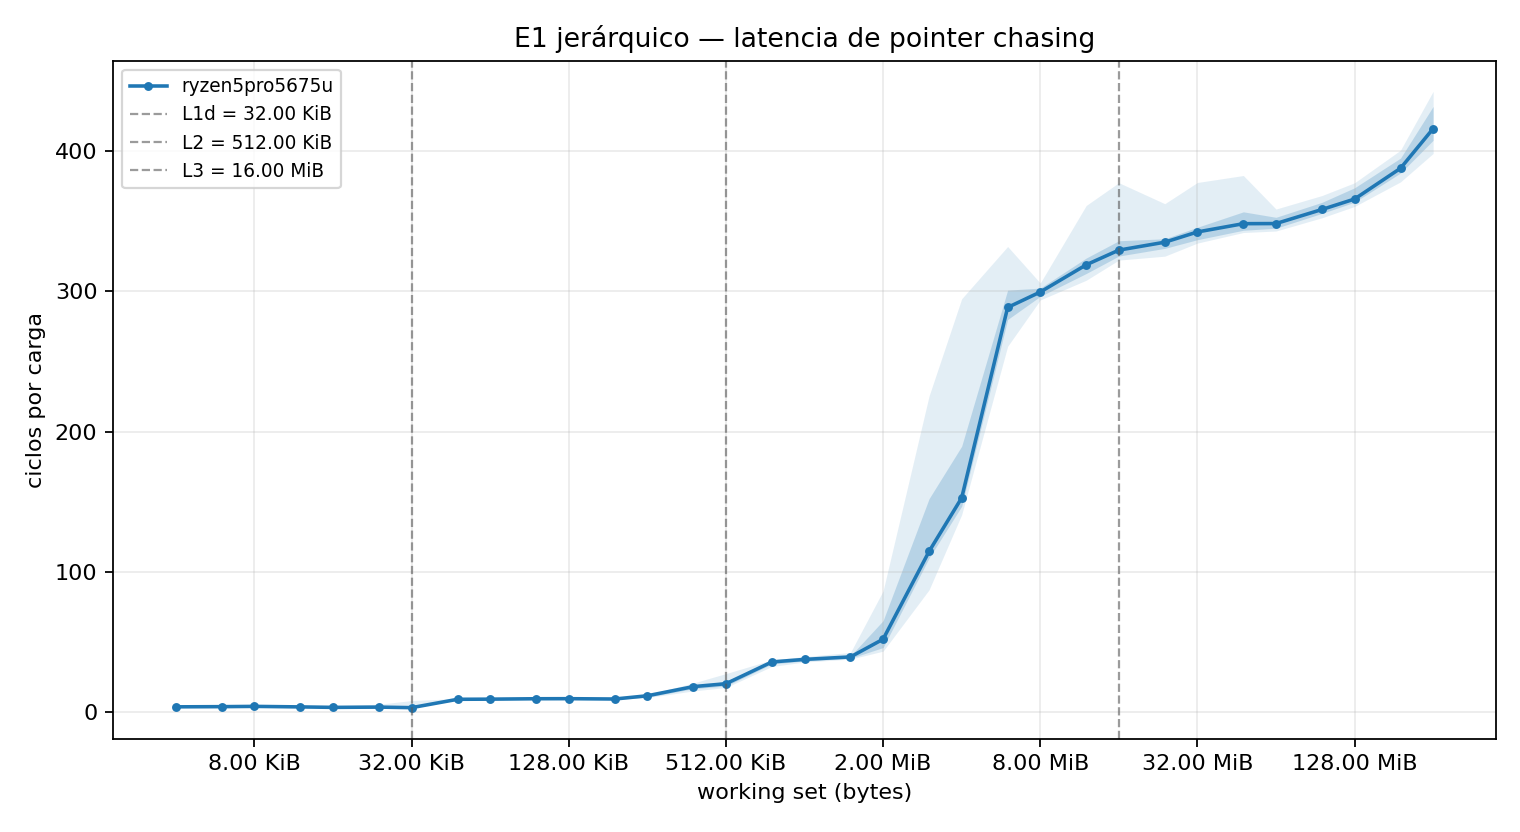 E1 jerárquico — latencia de pointer chasing
ryzen5pro5675u
L1d = 32.00 KiB
L2 = 512.00 KiB
L3 = 16.00 MiB
ciclos por carga
400
300
200
100
0
8.00 KiB
32.00 KiB
128.00 KiB
512.00 KiB
2.00 MiB
8.00 MiB
32.00 MiB
128.00 MiB
working set (bytes)